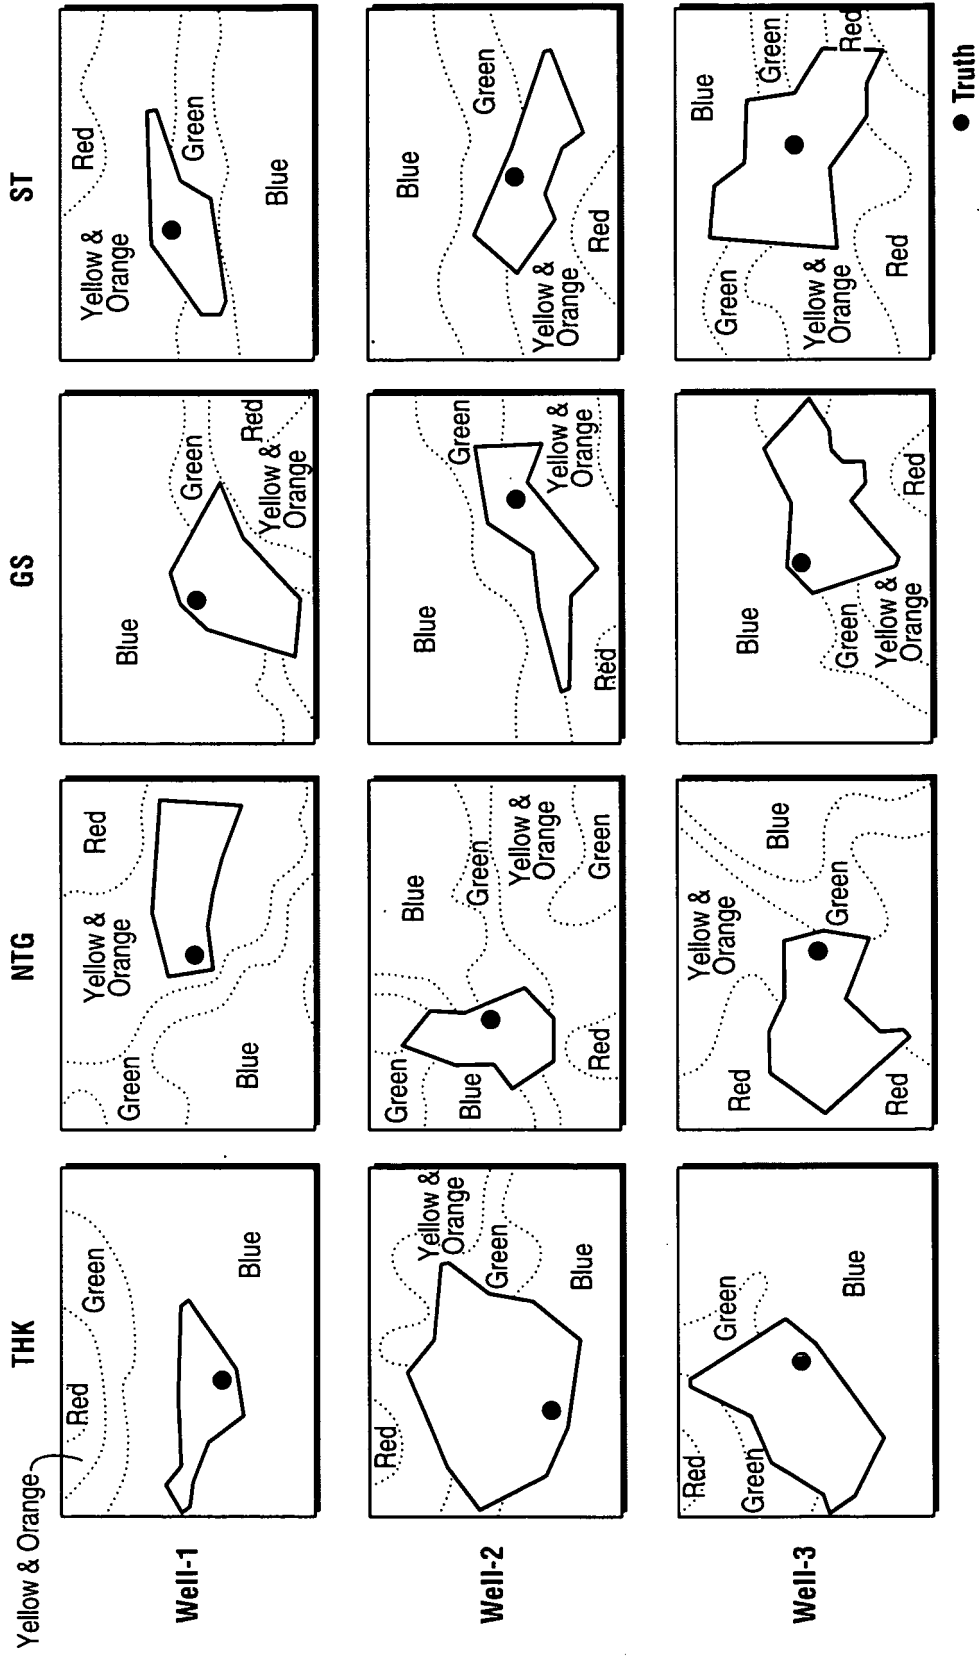 THK
NTG
GS
ST
Yellow & Orange
Well-1
Red
Green
Blue
Red
Yellow &
Orange
Green
Blue
Blue
Green
Red
Yellow &
Orange
Red
Yellow &
Orange
Green
Blue
Well-2
Red
Yellow &
Orange
Green
Blue
Green
Blue
Blue
Green
Yellow &
Orange
Green
Red
Blue
Green
Yellow &
Orange
Red
Blue
Green
Yellow &
Orange
Red
Well-3
Red
Green
Green
Blue
Yellow &
Orange
Blue
Red
Green
Red
Blue
Green
Yellow &
Orange
Red
Blue
Green
Green
Red
Yellow &
Orange
Red
Truth